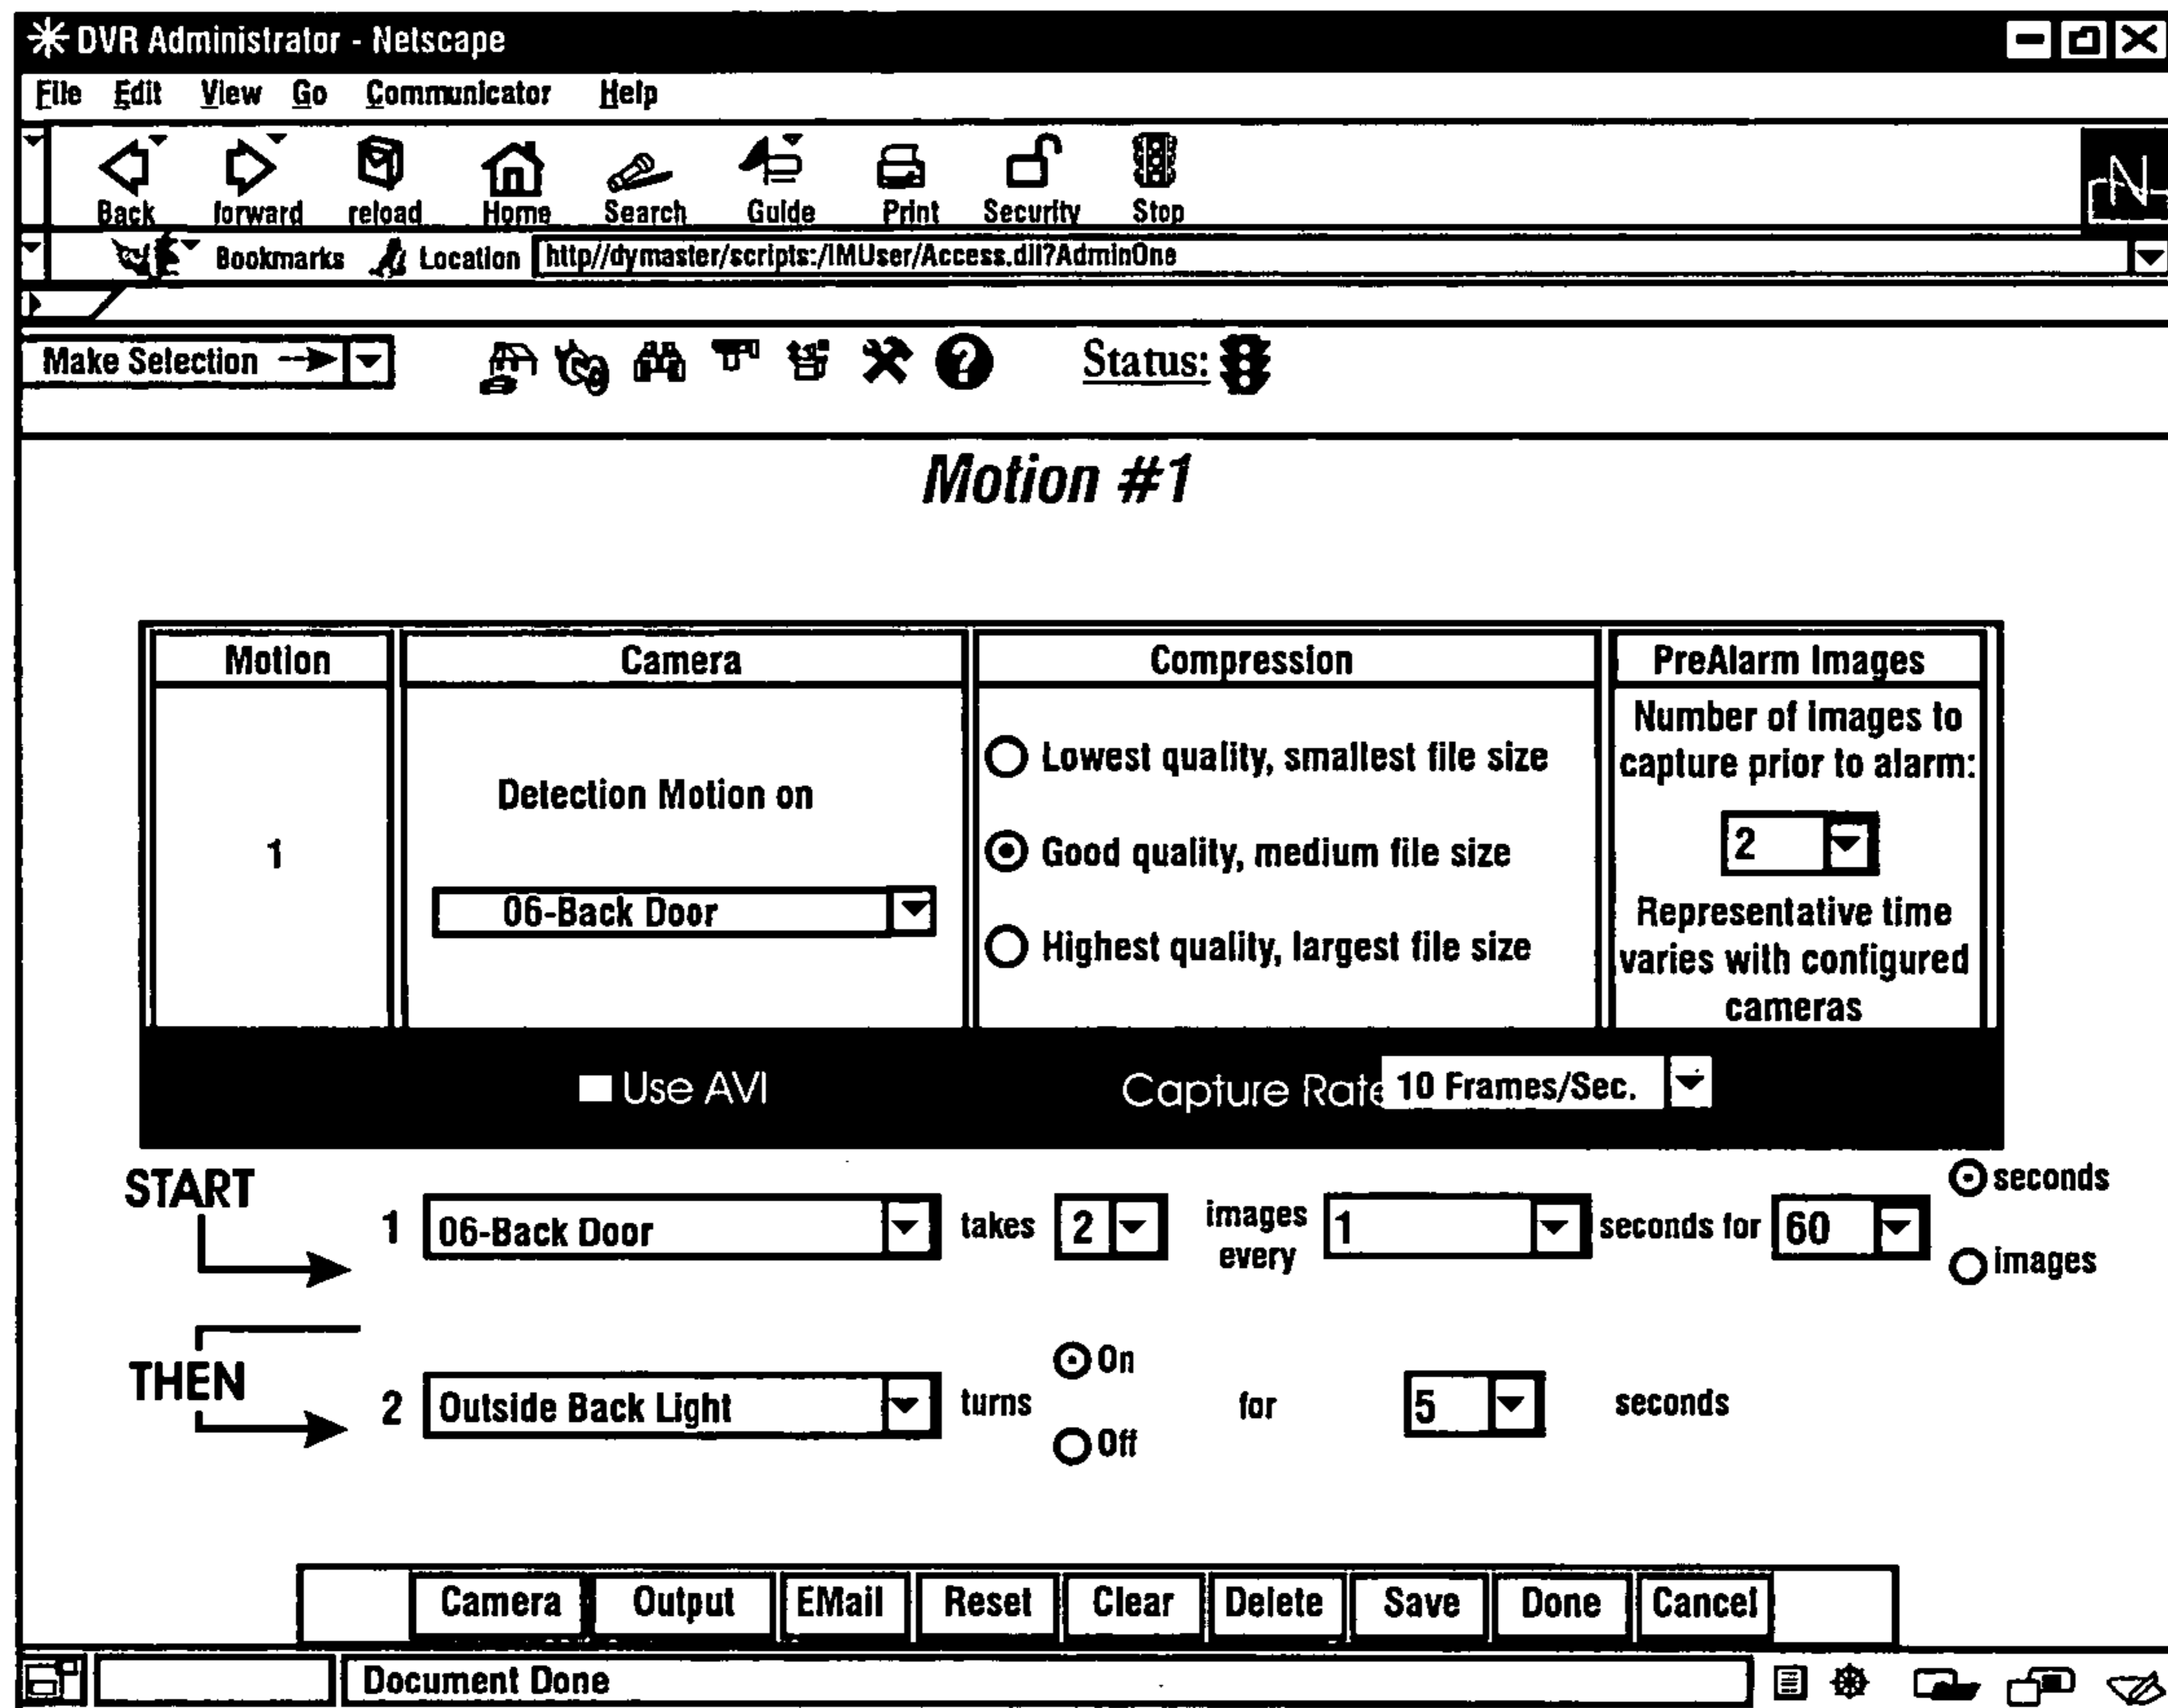 DVR Administrator - Netscape
File Edit View Go Communicator Help
Back forward reload Home Search Guide Print Security Stop
N
Bookmarks Location http//dymaster/scripts:/IMUser/Access.dll?AdminOne
Make Selection ? Status:
Motion #1
Motion Camera Compression PreAlarm Images
1
Detection Motion on
06-Back Door
Lowest quality, smallest file size
Good quality, medium file size
Highest quality, largest file size
Number of images to
capture prior to alarm:
2
Representative time
varies with configured
cameras
Use AVI Capture Rate 10 Frames/Sec.
START
1 06-Back Door takes 2 images every 1 seconds for 60 seconds
images
THEN
2 Outside Back Light turns On
Off
for 5 seconds
Camera Output EMail Reset Clear Delete Save Done Cancel
Document Done